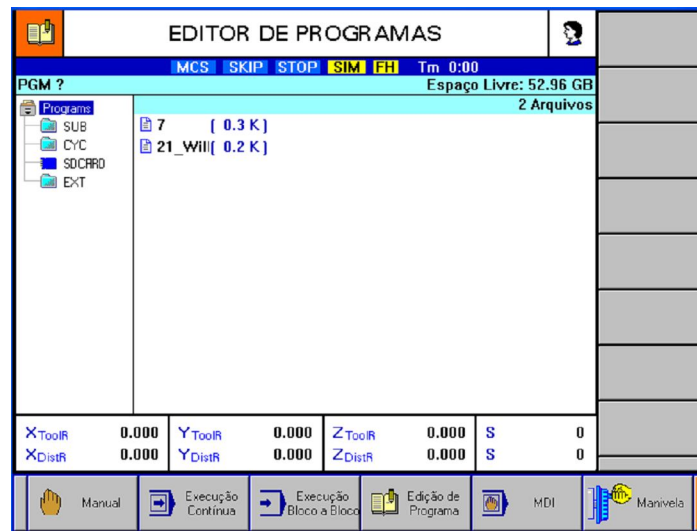 EDITOR DE PROGRAMAS
MCS SKIP STOP SIM FH Tm 0:00
PGM ? Espaço Livre: 52.96 GB
2 Arquivos
Programs
SUB
CYC
SDCARD
EXT
7 ( 0.3 K )
21_Will( 0.2 K )
XToolR 0.000 YToolR 0.000 ZToolR 0.000 S 0
XDistR 0.000 YDistR 0.000 ZDistR 0.000 S 0
Manual
Execução Contínua
Execução Bloco a Bloco
Edição de Programa
MDI
Manivela